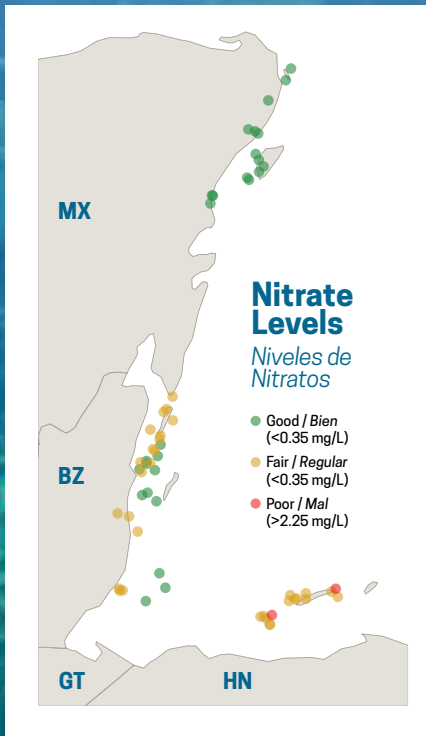 MX
Nitrate
Levels
Niveles de
Nitratos
Good / Bien
(<0.35 mg/L)
Fair / Regular
(<0.35 mg/L)
Poor / Mal
(>2.25 mg/L)
BZ
GT
HN